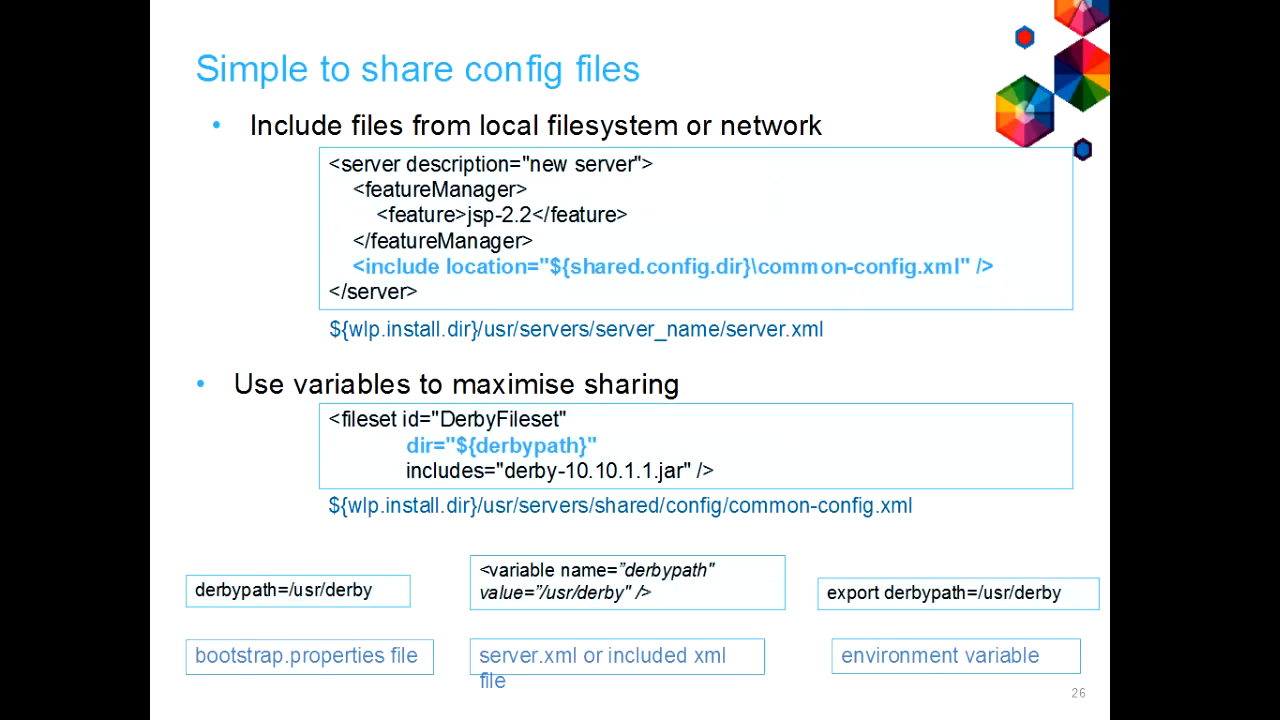 Simple to share config files
• Include files from local filesystem or network
<server description="new server">
<featureManager>
<feature>jsp-2.2</feature>
</featureManager>
<include location="${shared.config.dir}\common-config.xml" />
</server>
${wlp.install.dir}/usr/servers/server_name/server.xml
• Use variables to maximise sharing
<fileset id="DerbyFileset"
dir="${derbypath}"
includes="derby-10.10.1.1.jar" />
${wlp.install.dir}/usr/servers/shared/config/common-config.xml
derbypath=/usr/derby
<variable name=”derbypath"
value=”/usr/derby" />
export derbypath=/usr/derby
bootstrap.properties file
server.xml or included xml
file
environment variable
26